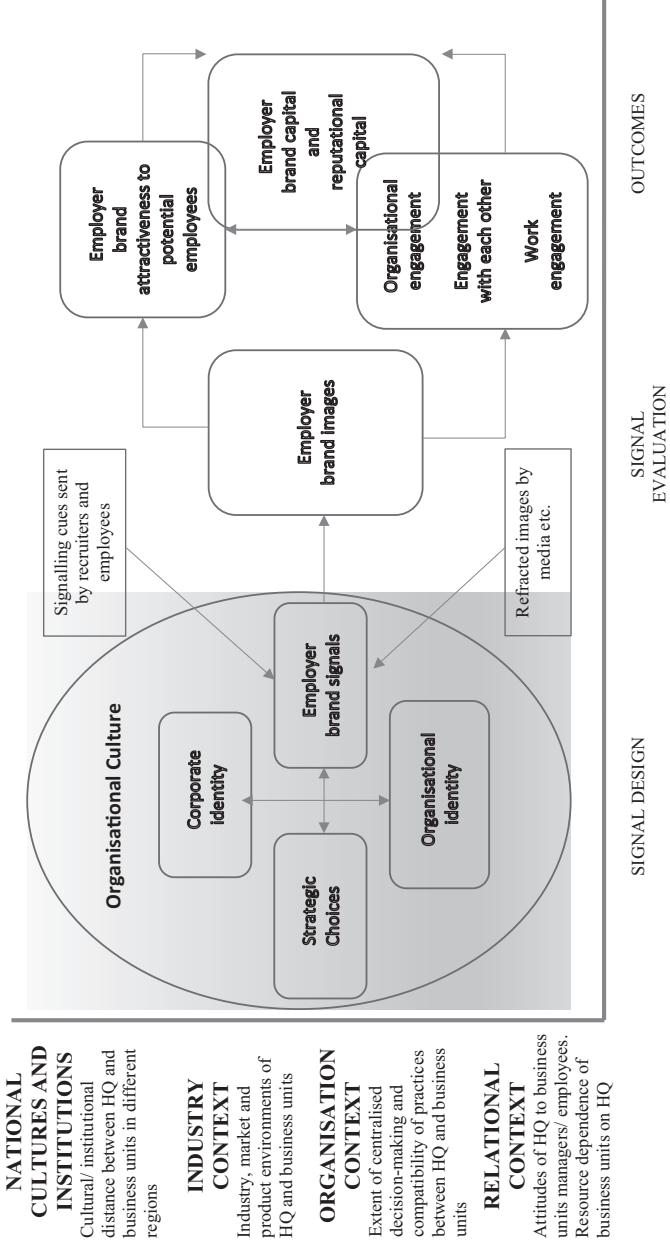 NATIONAL
CULTURES AND
INSTITUTIONS
Cultural/ institutional
distance between HQ and
business units in different
regions
INDUSTRY
CONTEXT
Industry, market and
product environments of
HQ and business units
ORGANISATION
CONTEXT
Extent of centralised
decision-making and
compatibility of practices
between HQ and business
units
RELATIONAL
CONTEXT
Attitudes of HQ to business
units managers/ employees.
Resource dependence of
business units on HQ
Organisational Culture
Corporate
identity
Strategic
Choices
Employer
brand signals
Organisational
identity
Signalling cues sent
by recruiters and
employees
Refracted images by
media etc.
Employer
brand images
Employer
brand
attractiveness to
potential
employees
Employer
brand capital
and
reputational
capital
Organisational
engagement
Engagement
with each other
Work
engagement
SIGNAL DESIGN
SIGNAL
EVALUATION
OUTCOMES